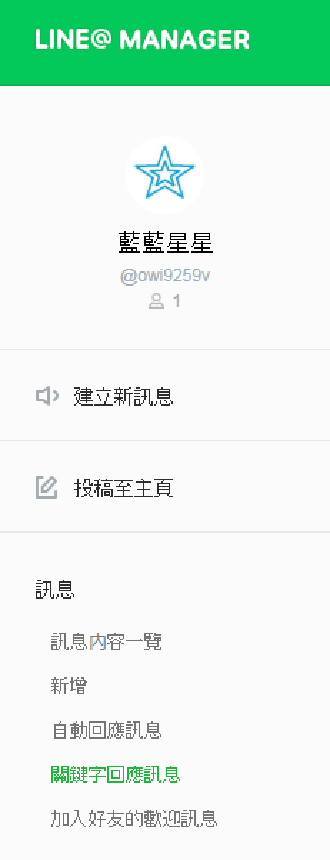 LINE@ MANAGER
藍藍星星
@owi9259v
1
建立新訊息
投稿至主頁
訊息
訊息內容一覽
新增
自動回應訊息
關鍵字回應訊息
加入好友的歡迎訊息